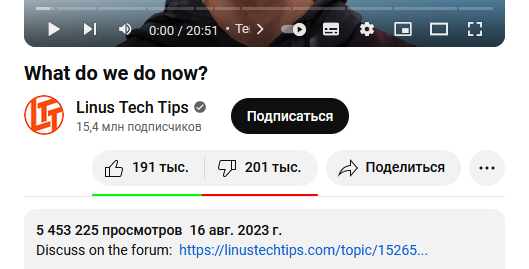 0:00 / 20:51 • Те
What do we do now?
LTT
Linus Tech Tips
15,4 млн подписчиков
Подписаться
191 тыс.
201 тыс.
Поделиться
5 453 225 просмотров 16 авг. 2023 г.
Discuss on the forum: https://linustechtips.com/topic/15265...